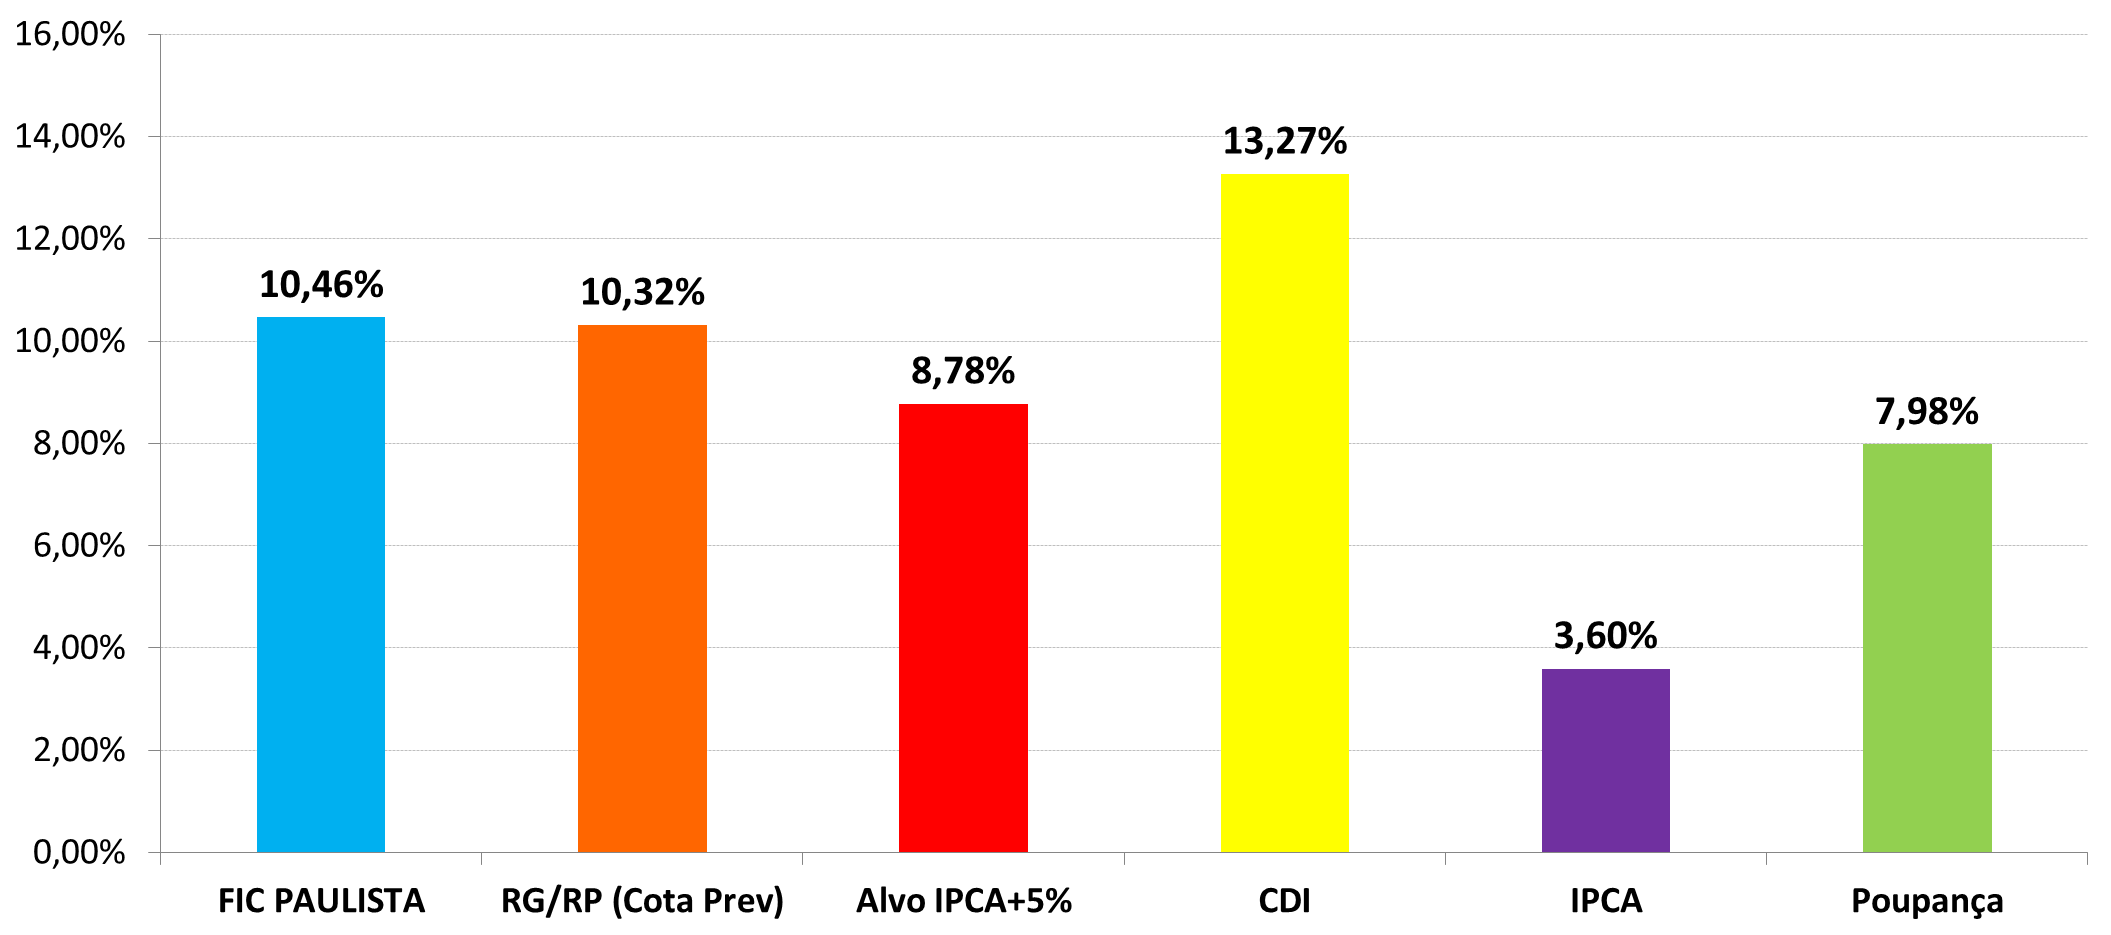 16,00%
14,00%
12,00%
10,00%
8,00%
6,00%
4,00%
2,00%
0,00%
10,46%
10,32%
8,78%
13,27%
3,60%
7,98%
FIC PAULISTA
RG/RP (Cota Prev)
Alvo IPCA+5%
CDI
IPCA
Poupança